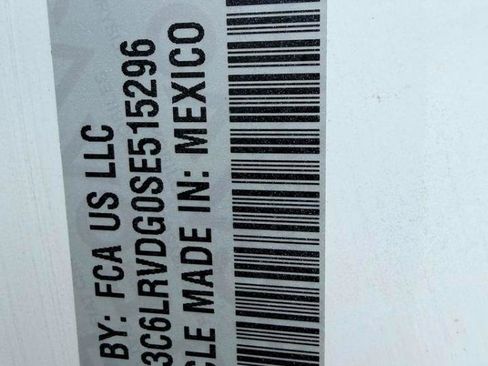 BY: FCA US LLC
3C6LRVDG0SE515296
CLE MADE IN: MEXICO